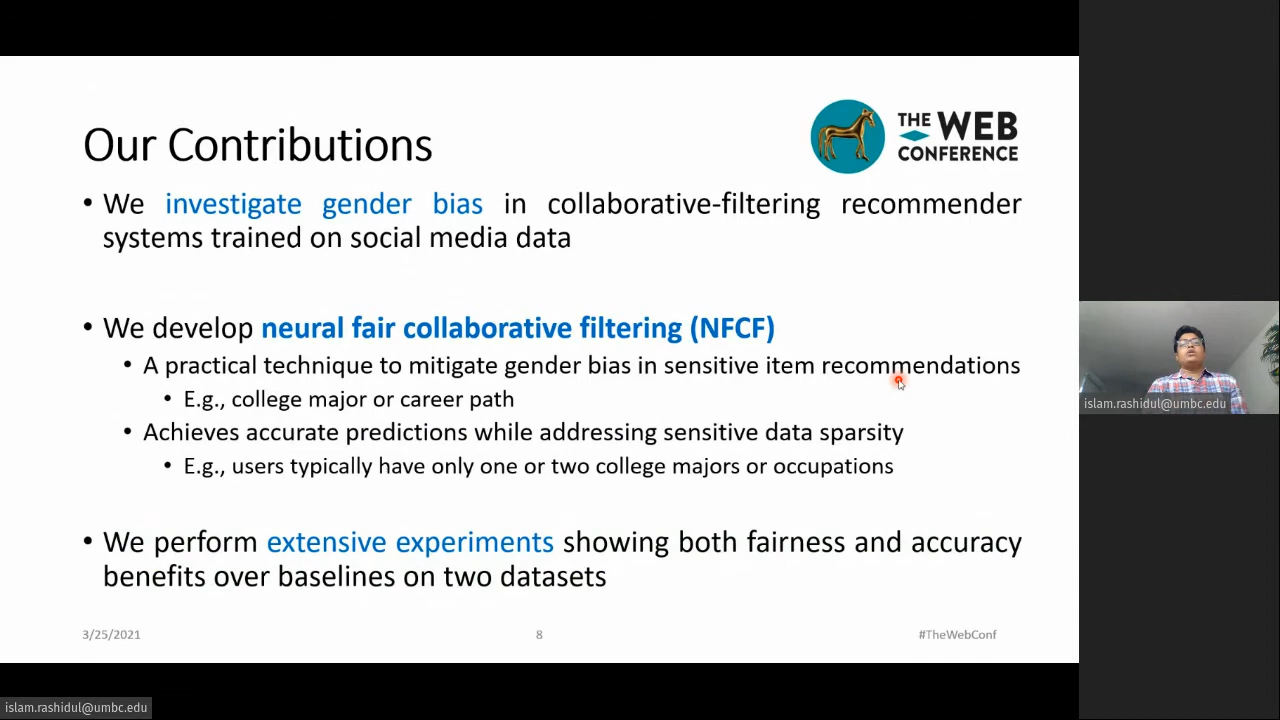 Our Contributions
THE WEB
CONFERENCE
• We investigate gender bias in collaborative-filtering recommender
systems trained on social media data
• We develop neural fair collaborative filtering (NFCF)
• A practical technique to mitigate gender bias in sensitive item recommendations
• E.g., college major or career path
• Achieves accurate predictions while addressing sensitive data sparsity
• E.g., users typically have only one or two college majors or occupations
• We perform extensive experiments showing both fairness and accuracy
benefits over baselines on two datasets
3/25/2021
8
#TheWebConf
islam.rashidul@umbc.edu
islam.rashidul@umbc.edu